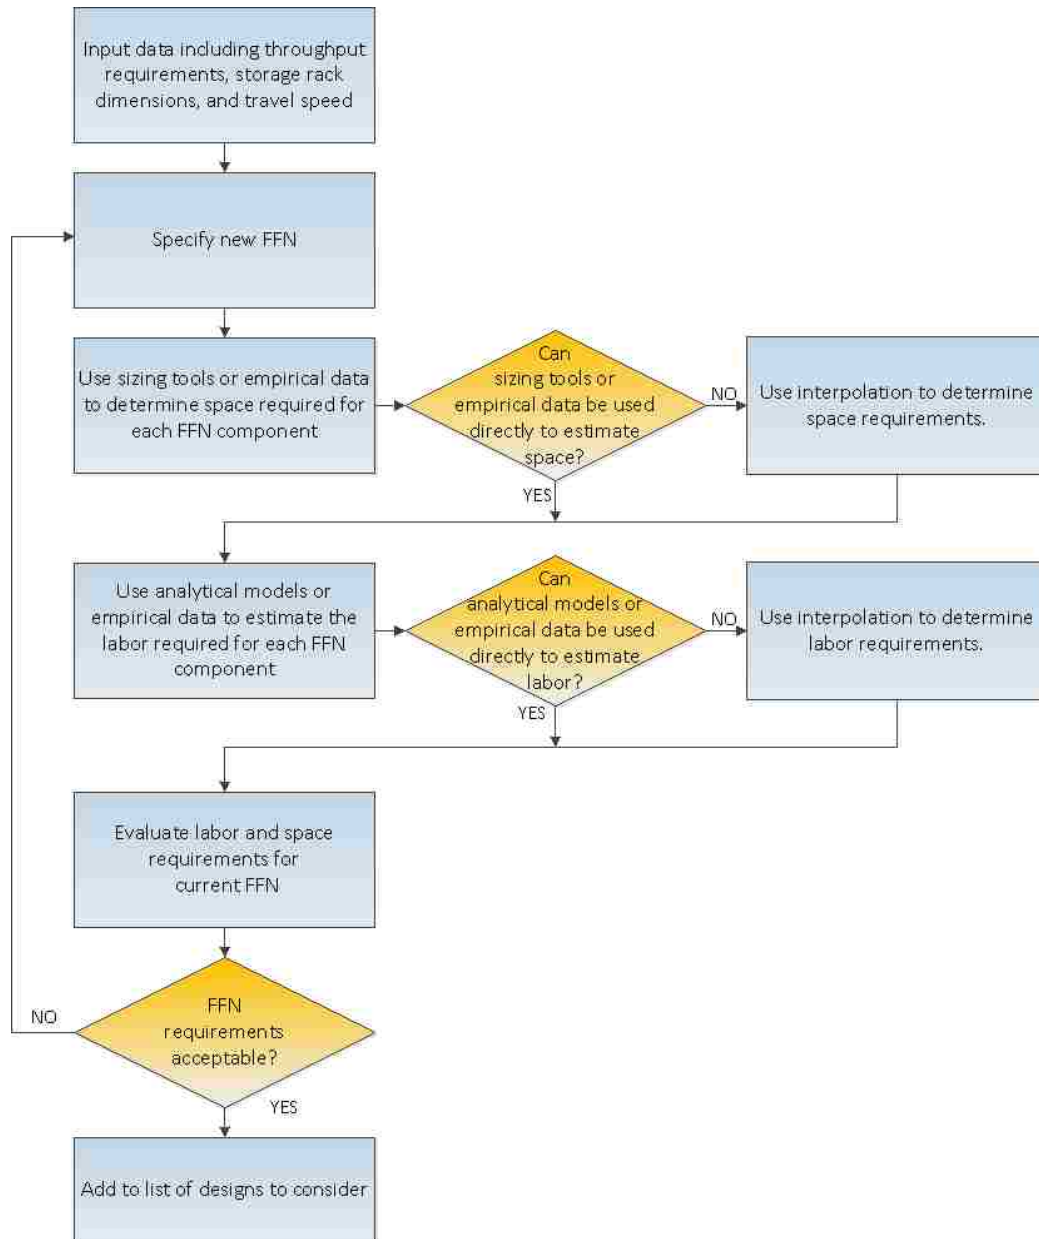 Input data including throughput
requirements, storage rack
dimensions, and travel speed
Specify new FFN
Use sizing tools or empirical data
to determine space required for
each FFN component
Can
sizing tools or
empirical data be used
directly to estimate
space?
NO
Use interpolation to determine
space requirements.
YES
Use analytical models or
empirical data to estimate the
labor required for each FFN
component
Can
analytical models or
empirical data be used
directly to estimate
labor?
NO
Use interpolation to determine
labor requirements.
YES
Evaluate labor and space
requirements for
current FFN
FFN
requirements
acceptable?
NO
YES
Add to list of designs to consider